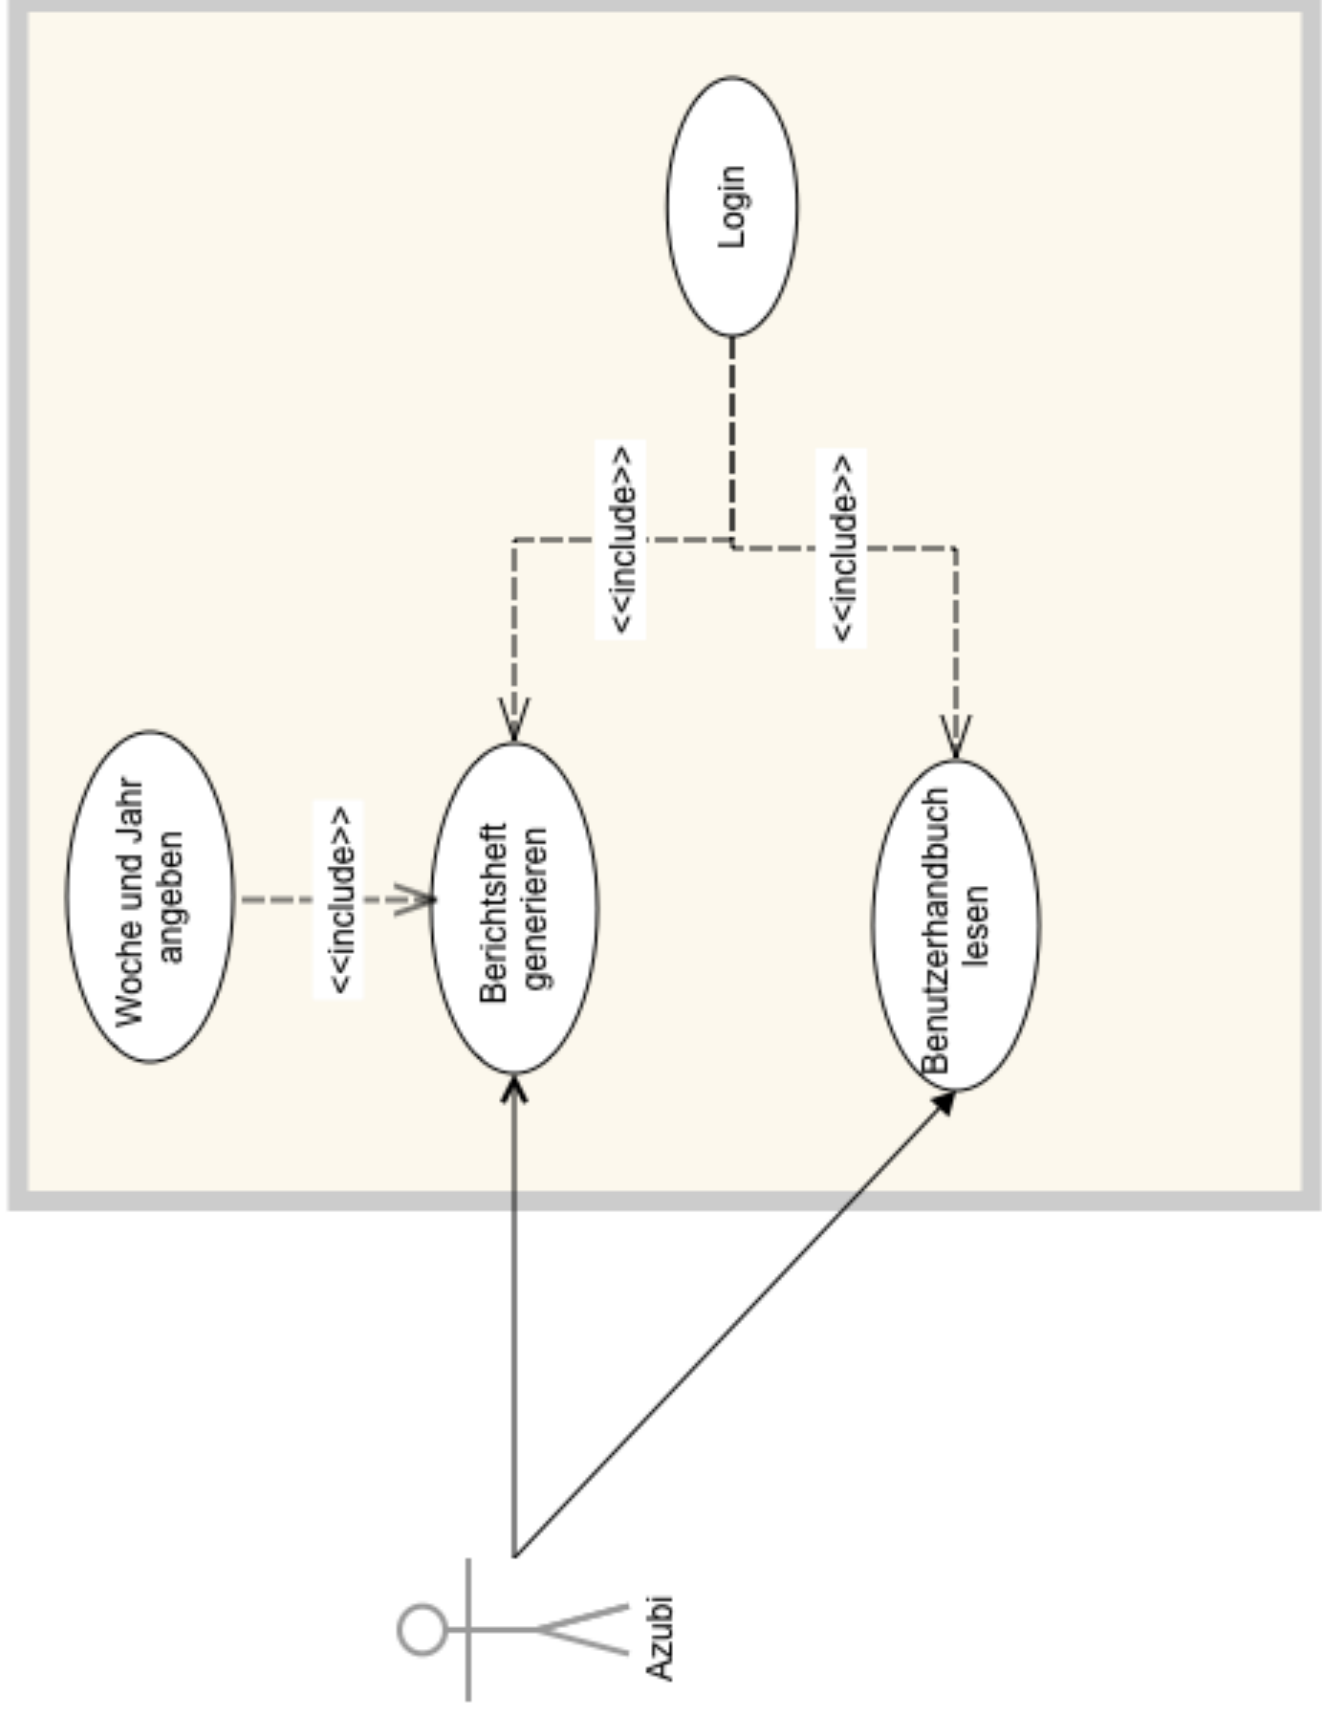 Woche und Jahr
angeben
<<include>>
Berichtsheft
generieren
<<include>>
Login
<<include>>
Azubi
Benutzerhandbuch
lesen